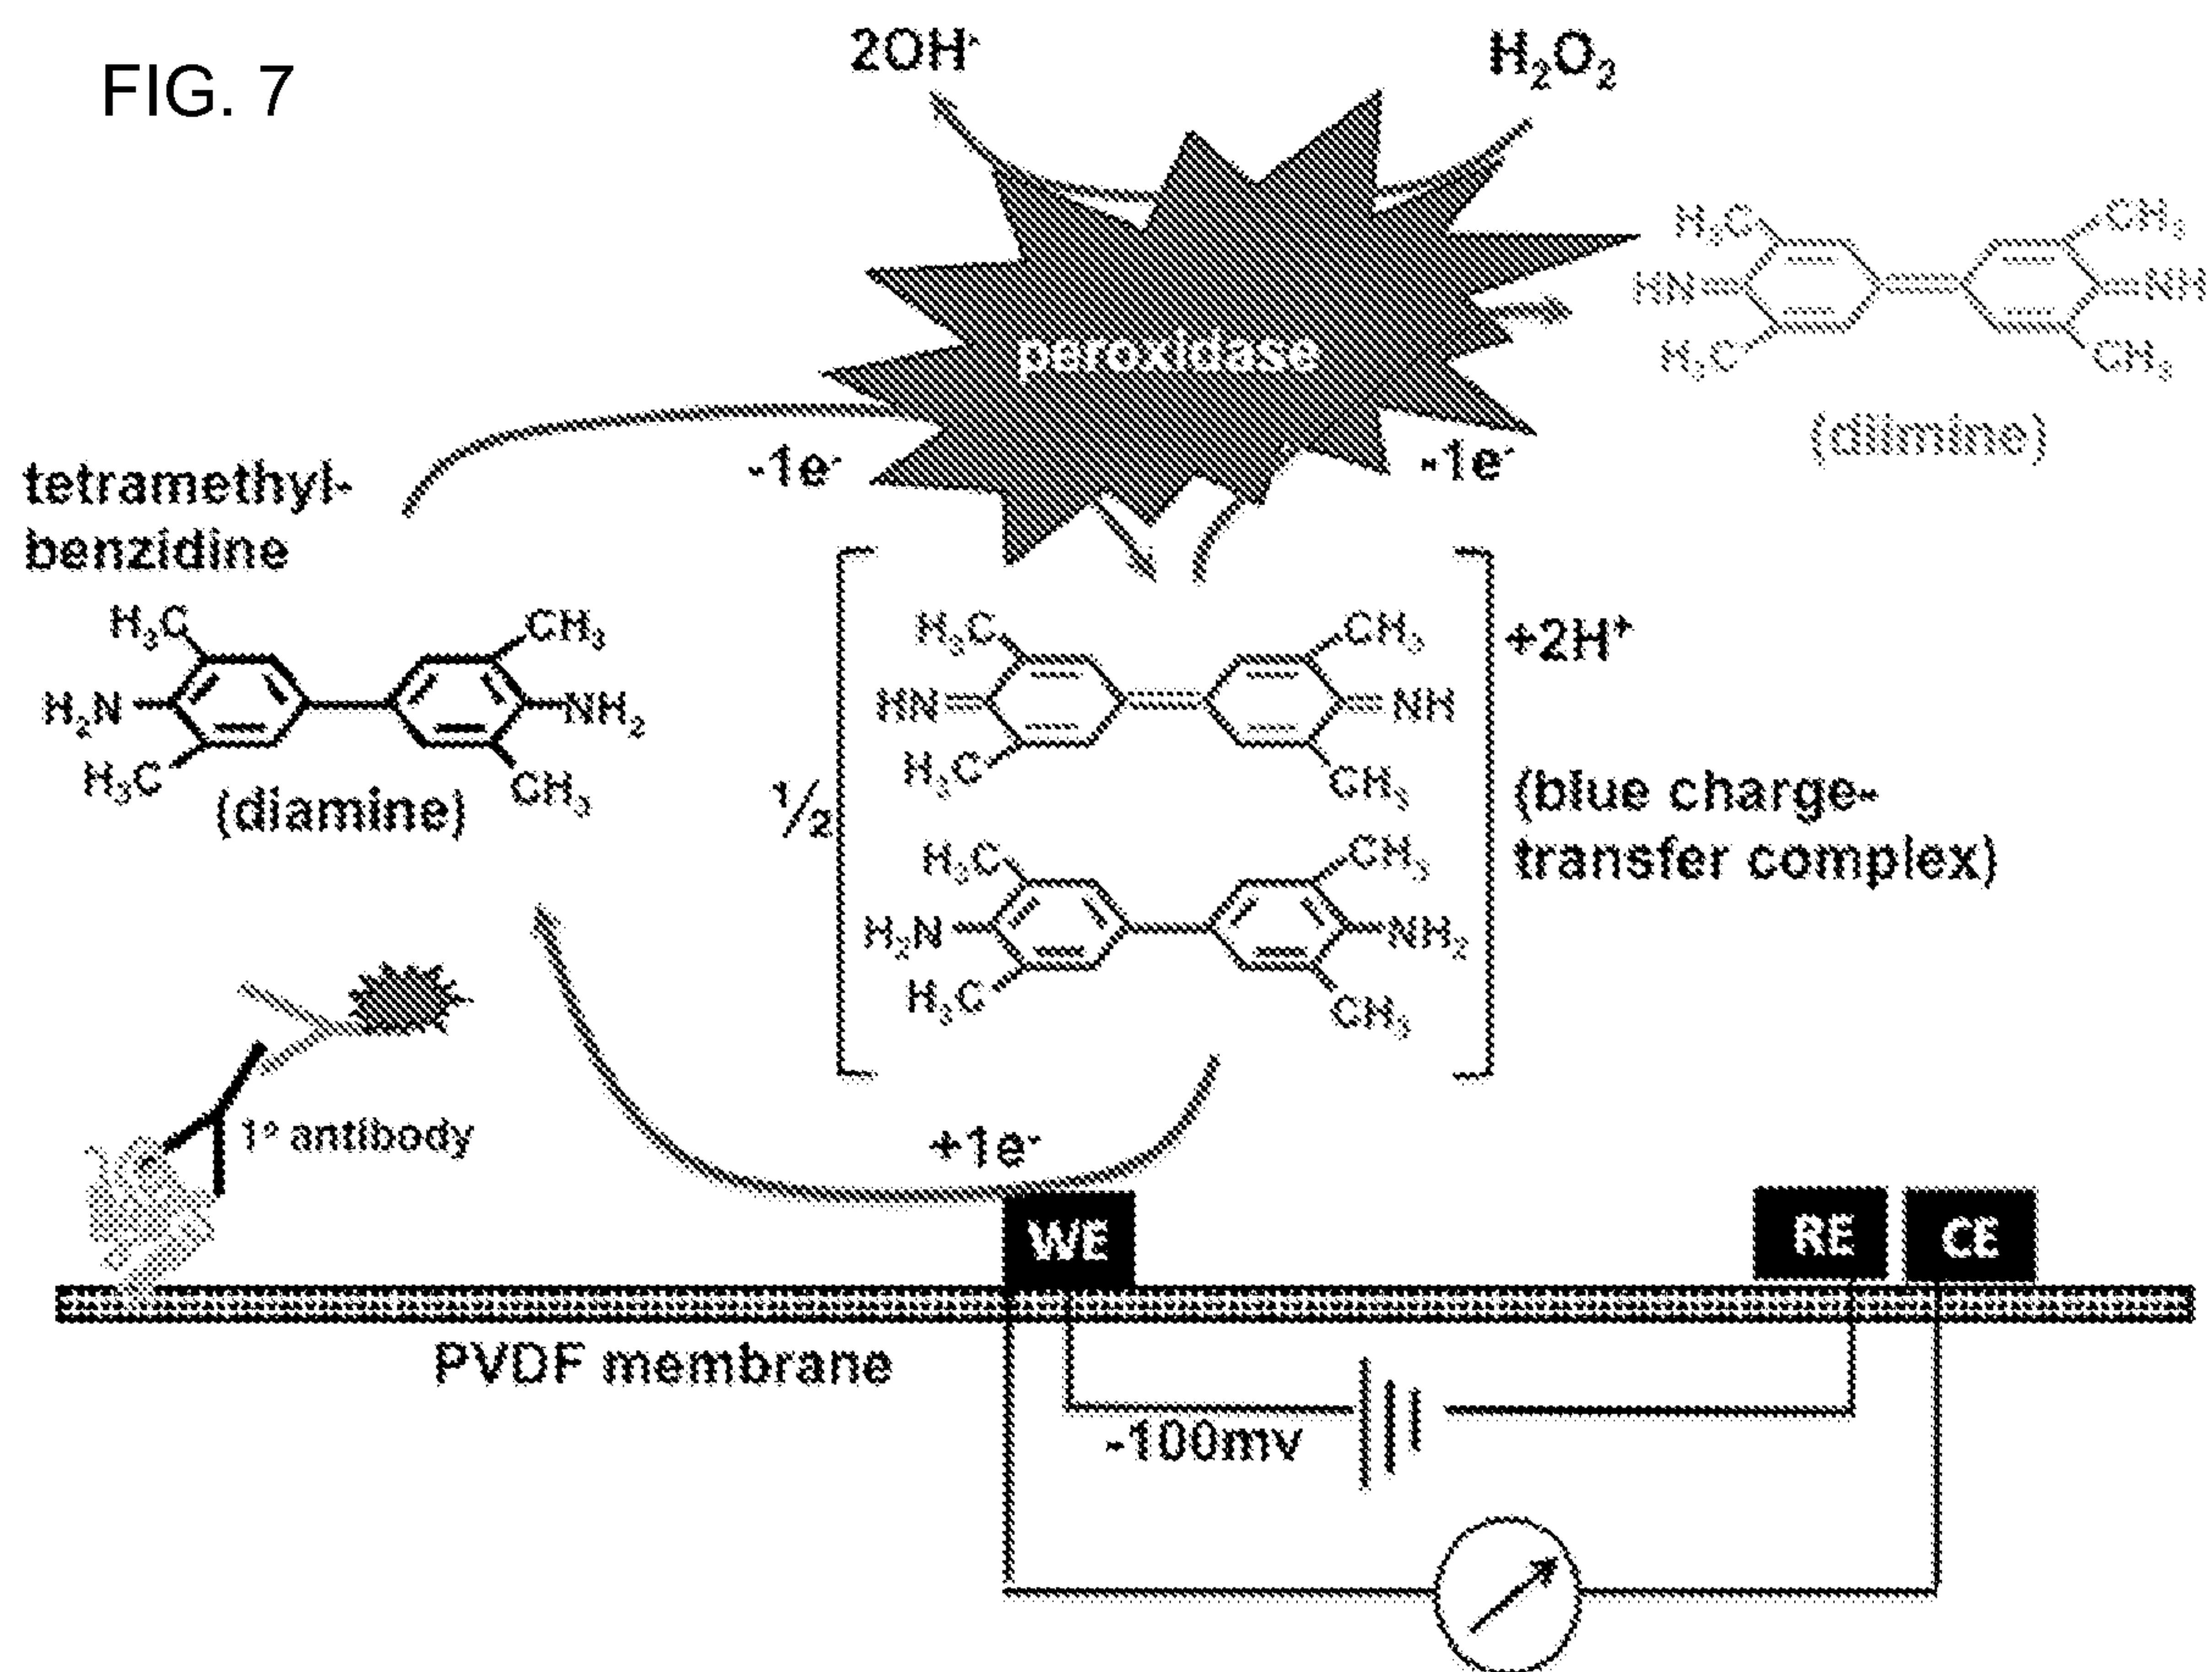 FIG. 7
2OH-
H2O2
peroxidase
H3C
CH3
HN
NH
H3C
CH3
(diimine)
-1e-
-1e-
tetramethyl-
benzidine
H3C
CH3
H2N
NH2
H3C
CH3
(diamine)
1/2
H3C
CH3
HN
NH
H3C
CH3
H3C
CH3
H2N
NH2
H3C
CH3
+2H+
(blue charge-
transfer complex)
1º antibody
+1e-
WE
RE
CE
PVDF membrane
-100mv